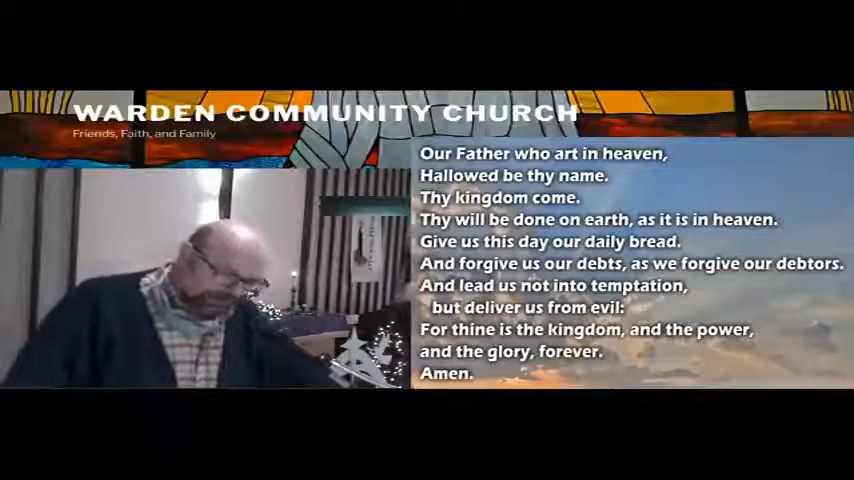 WARDEN COMMUNITY CHURCH
Friends, Faith, and Family
Our Father who art in heaven,
Hallowed be thy name.
Thy kingdom come.
Thy will be done on earth, as it is in heaven.
Give us this day our daily bread.
And forgive us our debts, as we forgive our debtors.
And lead us not into temptation,
but deliver us from evil:
For thine is the kingdom, and the power,
and the glory, forever.
Amen.